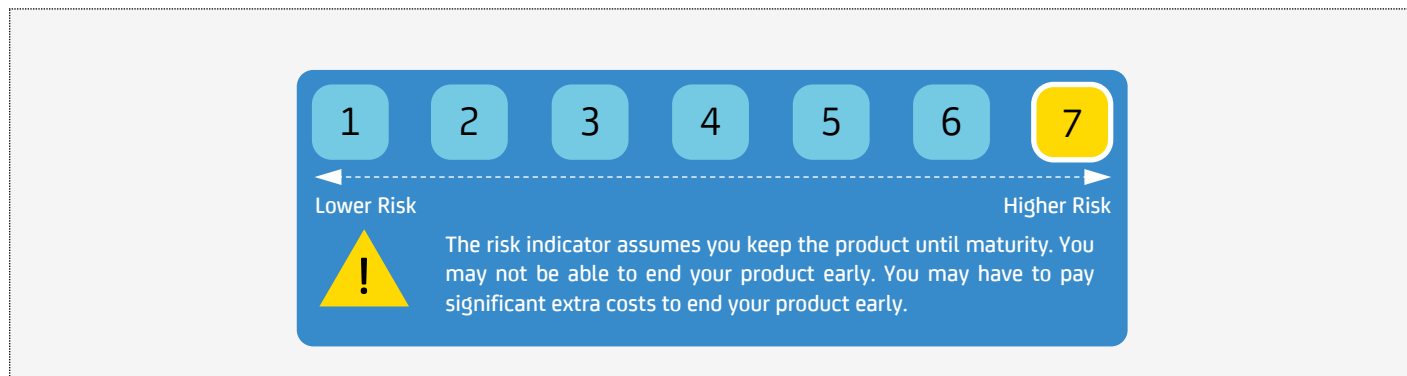 1 2 3 4 5 6 7
Lower Risk Higher Risk
!
The risk indicator assumes you keep the product until maturity. You
may not be able to end your product early. You may have to pay
significant extra costs to end your product early.